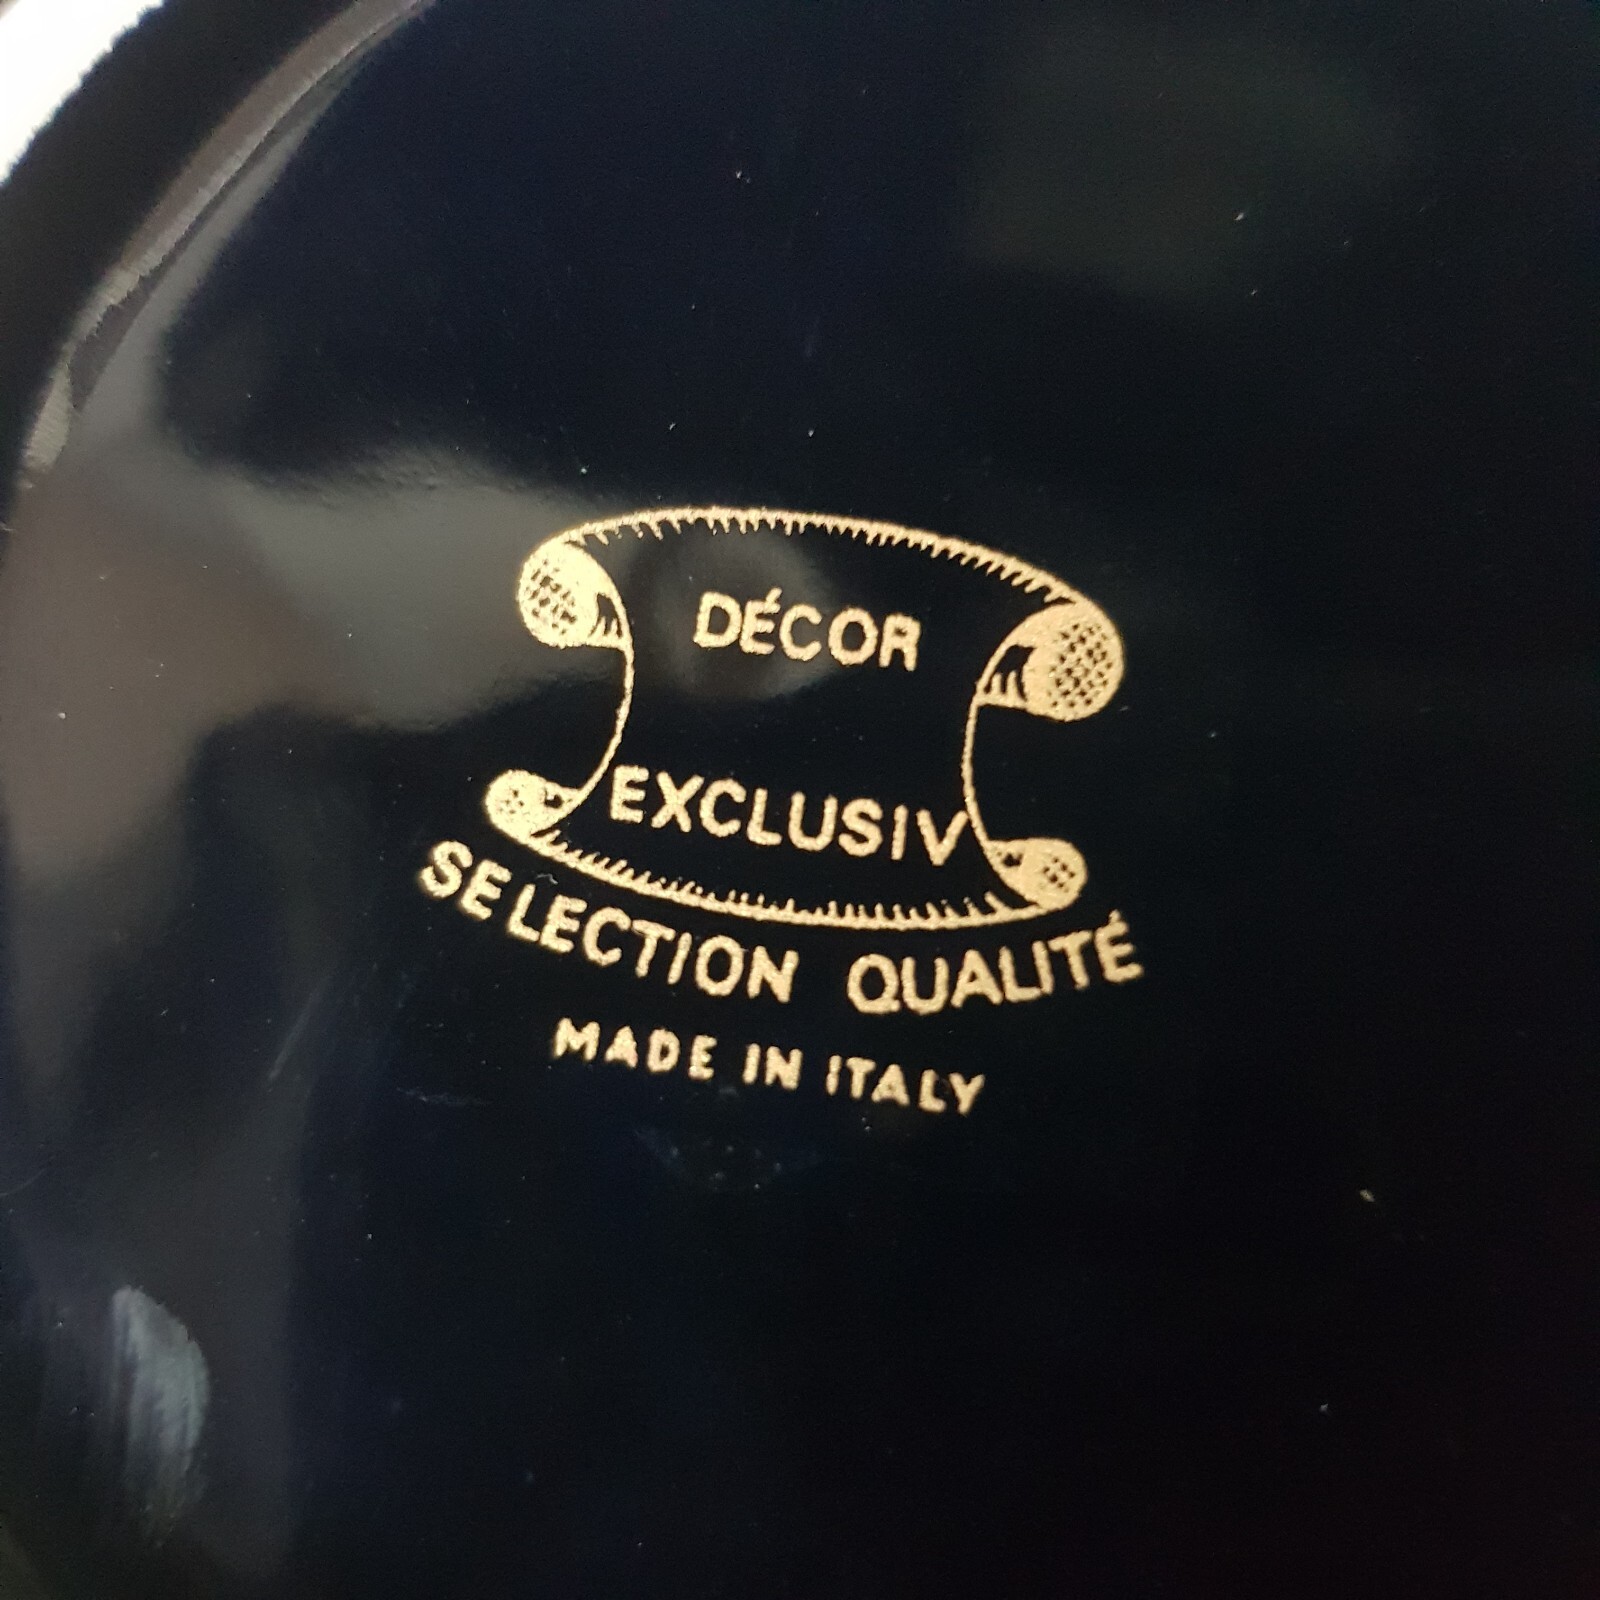 DÉCOR
EXCLUSIV
SELECTION QUALITÉ
MADE IN ITALY